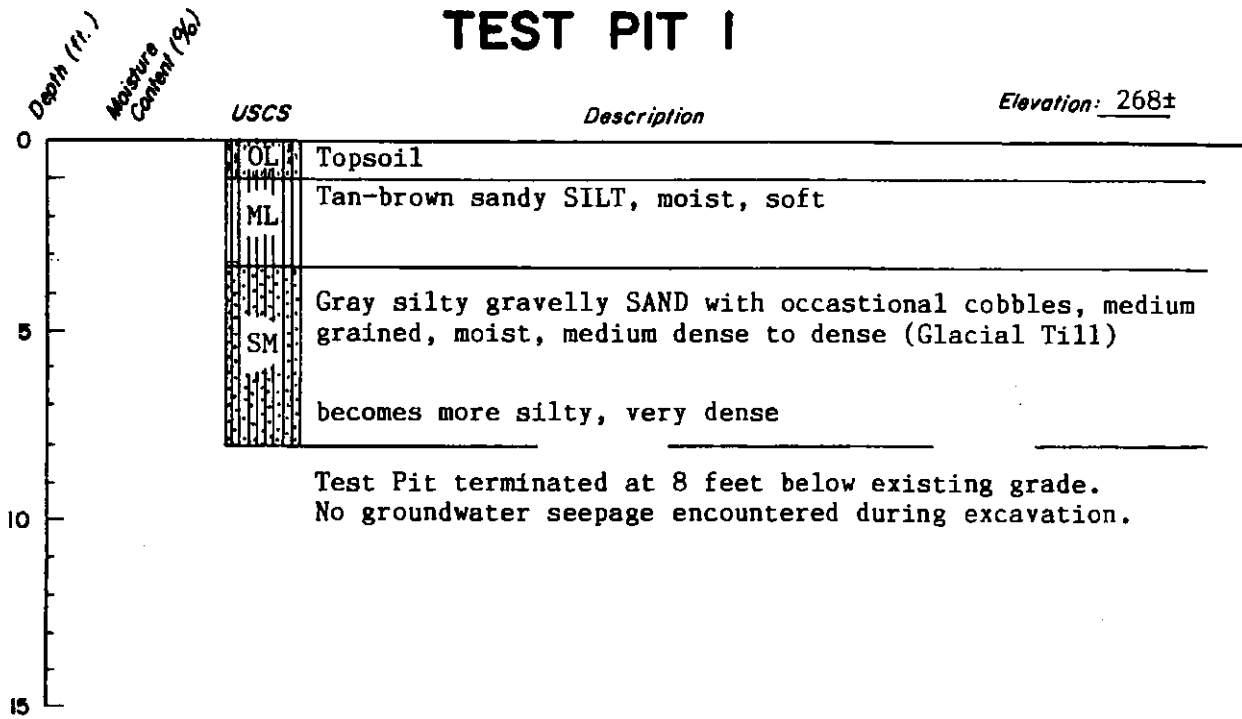 TEST PIT 1
Depth (ft.)
Moisture
Content (%)
USCS
Description
Elevation: 268±
0
OL
Topsoil
ML
Tan-brown sandy SILT, moist, soft
Gray silty gravelly SAND with occastional cobbles, medium
5
grained, moist, medium dense to dense (Glacial Till)
SM
becomes more silty, very dense
Test Pit terminated at 8 feet below existing grade.
10
No groundwater seepage encountered during excavation.
15